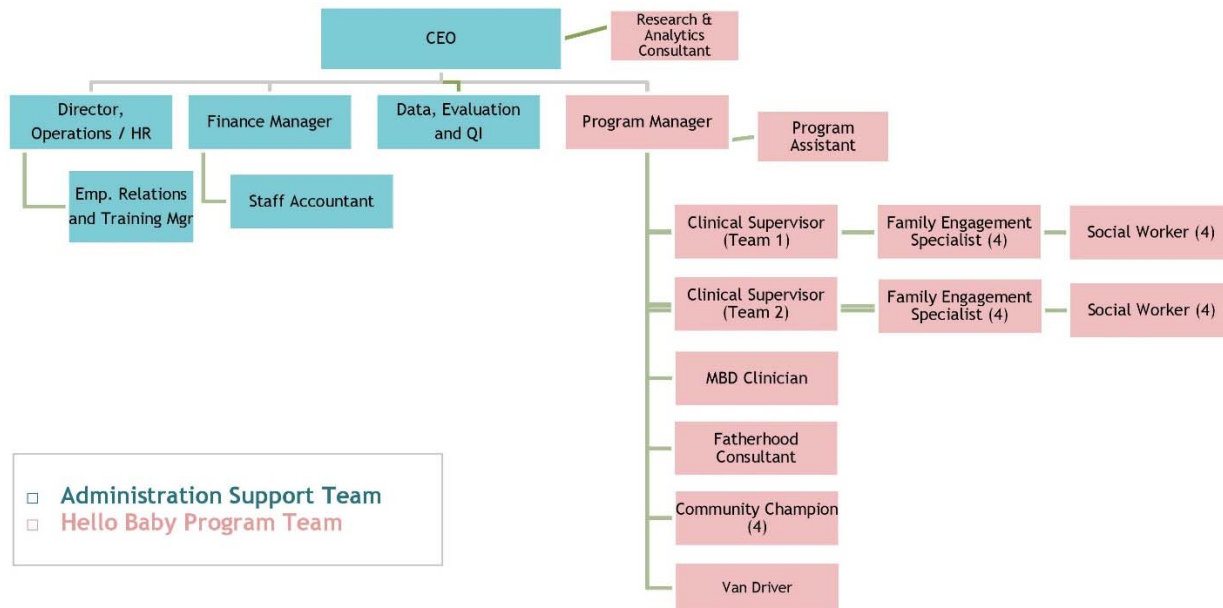 CEO
Research &
Analytics
Consultant
Director,
Operations / HR
Finance Manager
Data, Evaluation
and QI
Program Manager
Program
Assistant
Emp. Relations
and Training Mgr
Staff Accountant
Clinical Supervisor
(Team 1)
Family Engagement
Specialist (4)
Social Worker (4)
Clinical Supervisor
(Team 2)
Family Engagement
Specialist (4)
Social Worker (4)
MBD Clinician
Fatherhood
Consultant
Community Champion
(4)
Van Driver
Administration Support Team
Hello Baby Program Team